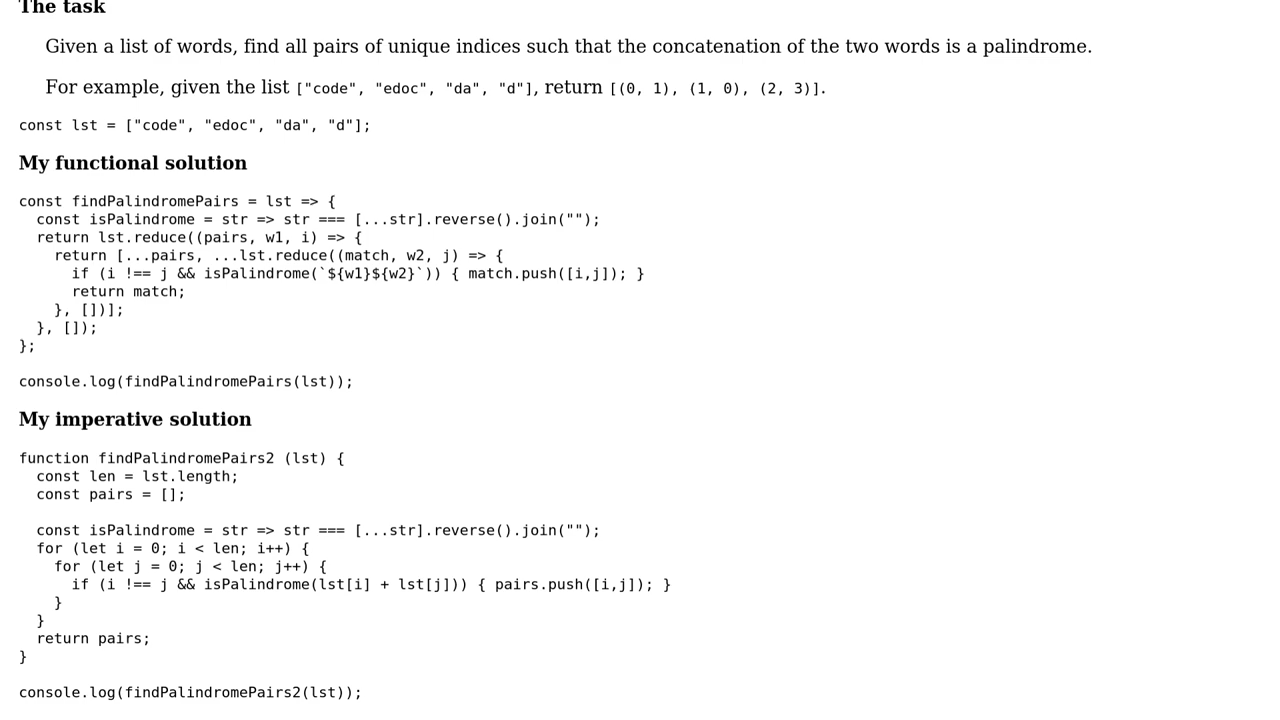 The task
Given a list of words, find all pairs of unique indices such that the concatenation of the two words is a palindrome.
For example, given the list ["code", "edoc", "da", "d"], return [(0, 1), (1, 0), (2, 3)].
const lst = ["code", "edoc", "da", "d"];
My functional solution
const findPalindromePairs = lst => {
  const isPalindrome = str => str === [...str].reverse().join("");
  return lst.reduce((pairs, w1, i) => {
    return [...pairs, ...lst.reduce((match, w2, j) => {
      if (i !== j && isPalindrome(`${w1}${w2}`)) { match.push([i,j]); }
      return match;
    }, [])];
  }, []);
};
console.log(findPalindromePairs(lst));
My imperative solution
function findPalindromePairs2 (lst) {
  const len = lst.length;
  const pairs = [];
  const isPalindrome = str => str === [...str].reverse().join("");
  for (let i = 0; i < len; i++) {
    for (let j = 0; j < len; j++) {
      if (i !== j && isPalindrome(lst[i] + lst[j])) { pairs.push([i,j]); }
    }
  }
  return pairs;
}
console.log(findPalindromePairs2(lst));